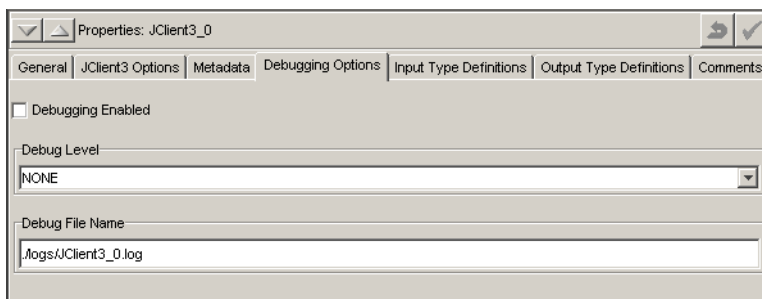 Properties: JClient3_0
General JClient3 Options Metadata Debugging Options Input Type Definitions Output Type Definitions Comments
Debugging Enabled
Debug Level
NONE
Debug File Name
./logs/JClient3_0.log